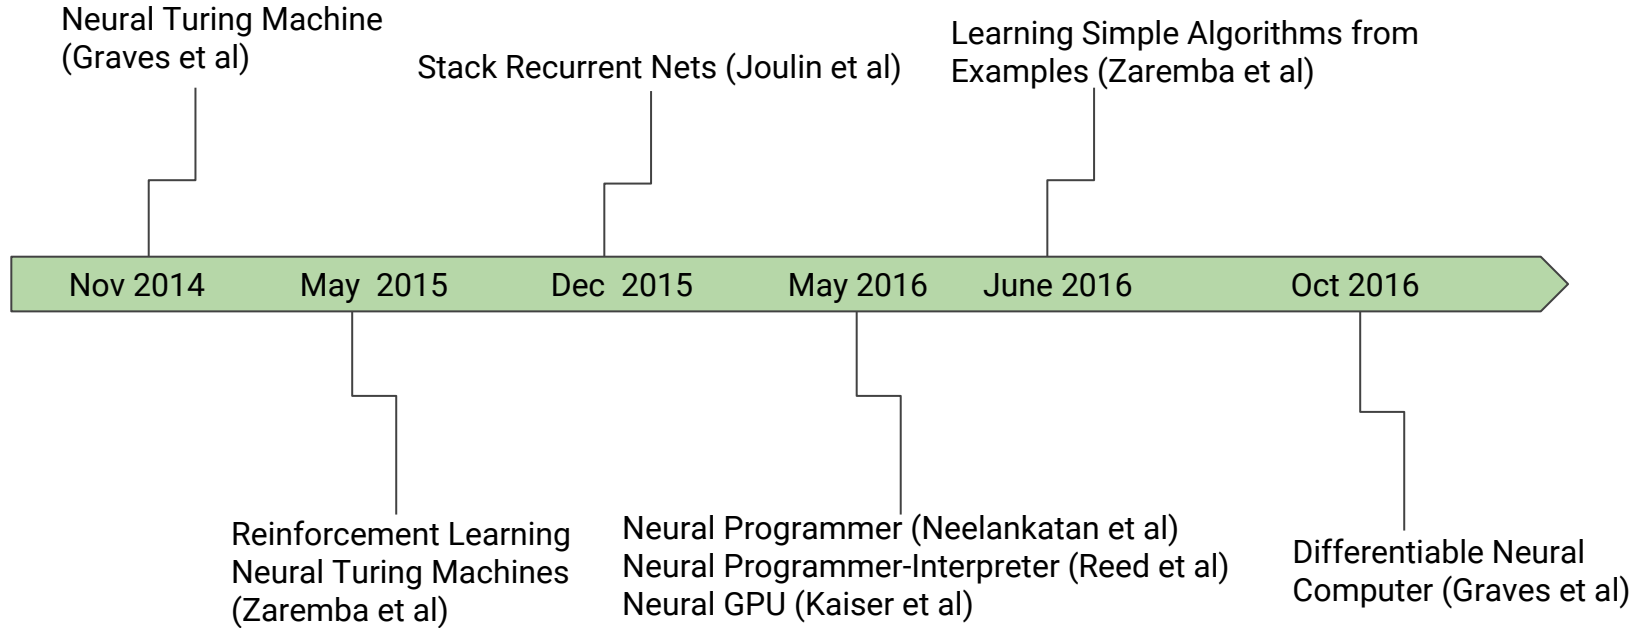 Neural Turing Machine
(Graves et al)
Stack Recurrent Nets (Joulin et al)
Learning Simple Algorithms from
Examples (Zaremba et al)
Nov 2014
May  2015
Dec  2015
May 2016
June 2016
Oct 2016
Reinforcement Learning
Neural Turing Machines
(Zaremba et al)
Neural Programmer (Neelankatan et al)
Neural Programmer-Interpreter (Reed et al)
Neural GPU (Kaiser et al)
Differentiable Neural
Computer (Graves et al)